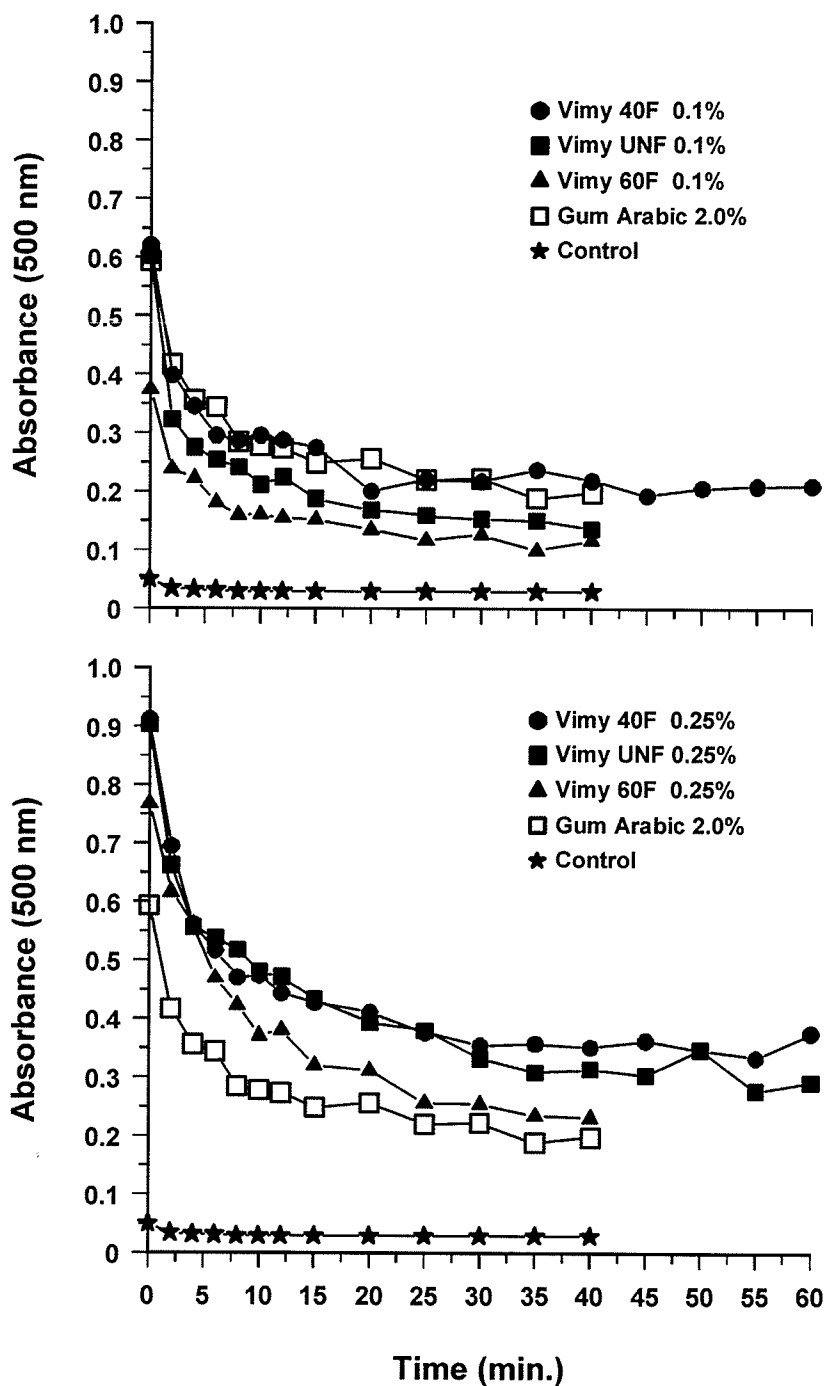 1.0
0.9
0.8
0.7
0.6
0.5
0.4
0.3
0.2
0.1
0
Absorbance (500 nm)
Vimy 40F 0.1%
Vimy UNF 0.1%
Vimy 60F 0.1%
Gum Arabic 2.0%
Control
1.0
0.9
0.8
0.7
0.6
0.5
0.4
0.3
0.2
0.1
0
Absorbance (500 nm)
Vimy 40F 0.25%
Vimy UNF 0.25%
Vimy 60F 0.25%
Gum Arabic 2.0%
Control
0 5 10 15 20 25 30 35 40 45 50 55 60
Time (min.)